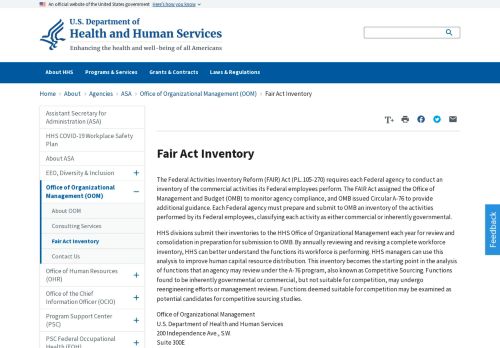 An official website of the United States government Here's how you know
U.S. Department of
Health and Human Services
Enhancing the health and well-being of all Americans
About HHS Programs & Services Grants & Contracts Laws & Regulations
Home > About > Agencies > ASA > Office of Organizational Management (OOM) > Fair Act Inventory
Assistant Secretary for
Administration (ASA)
HHS COVID-19 Workplace Safety
Plan
About ASA
EEO, Diversity & Inclusion
Office of Organizational
Management (OOM)
About OOM
Consulting Services
Fair Act Inventory
Contact Us
Office of Human Resources
(OHR)
Office of the Chief
Information Officer (OCIO)
Program Support Center
(PSC)
PSC Federal Occupational
Health (FOH)
T+
Fair Act Inventory
The Federal Activities Inventory Reform (FAIR) Act (P.L. 105-270) requires each Federal agency to conduct an
inventory of the commercial activities its Federal employees perform. The FAIR Act assigned the Office of
Management and Budget (OMB) to monitor agency compliance, and OMB issued Circular A-76 to provide
additional guidance. Each Federal agency must prepare and submit to OMB an inventory of the activities
performed by its Federal employees, classifying each activity as either commercial or inherently governmental.
HHS divisions submit their inventories to the HHS Office of Organizational Management each year for review and
consolidation in preparation for submission to OMB. By annually reviewing and revising a complete workforce
inventory, HHS can better understand the functions its workforce is performing. HHS managers can use this
analysis to improve human capital resource distribution. This inventory becomes the starting point in the analysis
of functions that an agency may review under the A-76 program, also known as Competitive Sourcing. Functions
found to be inherently governmental or commercial, but not suitable for competition, may undergo
reengineering efforts or management reviews. Functions deemed suitable for competition may be examined as
potential candidates for competitive sourcing studies.
Office of Organizational Management
U.S. Department of Health and Human Services
200 Independence Ave., S.W.
Suite 300E
Feedback